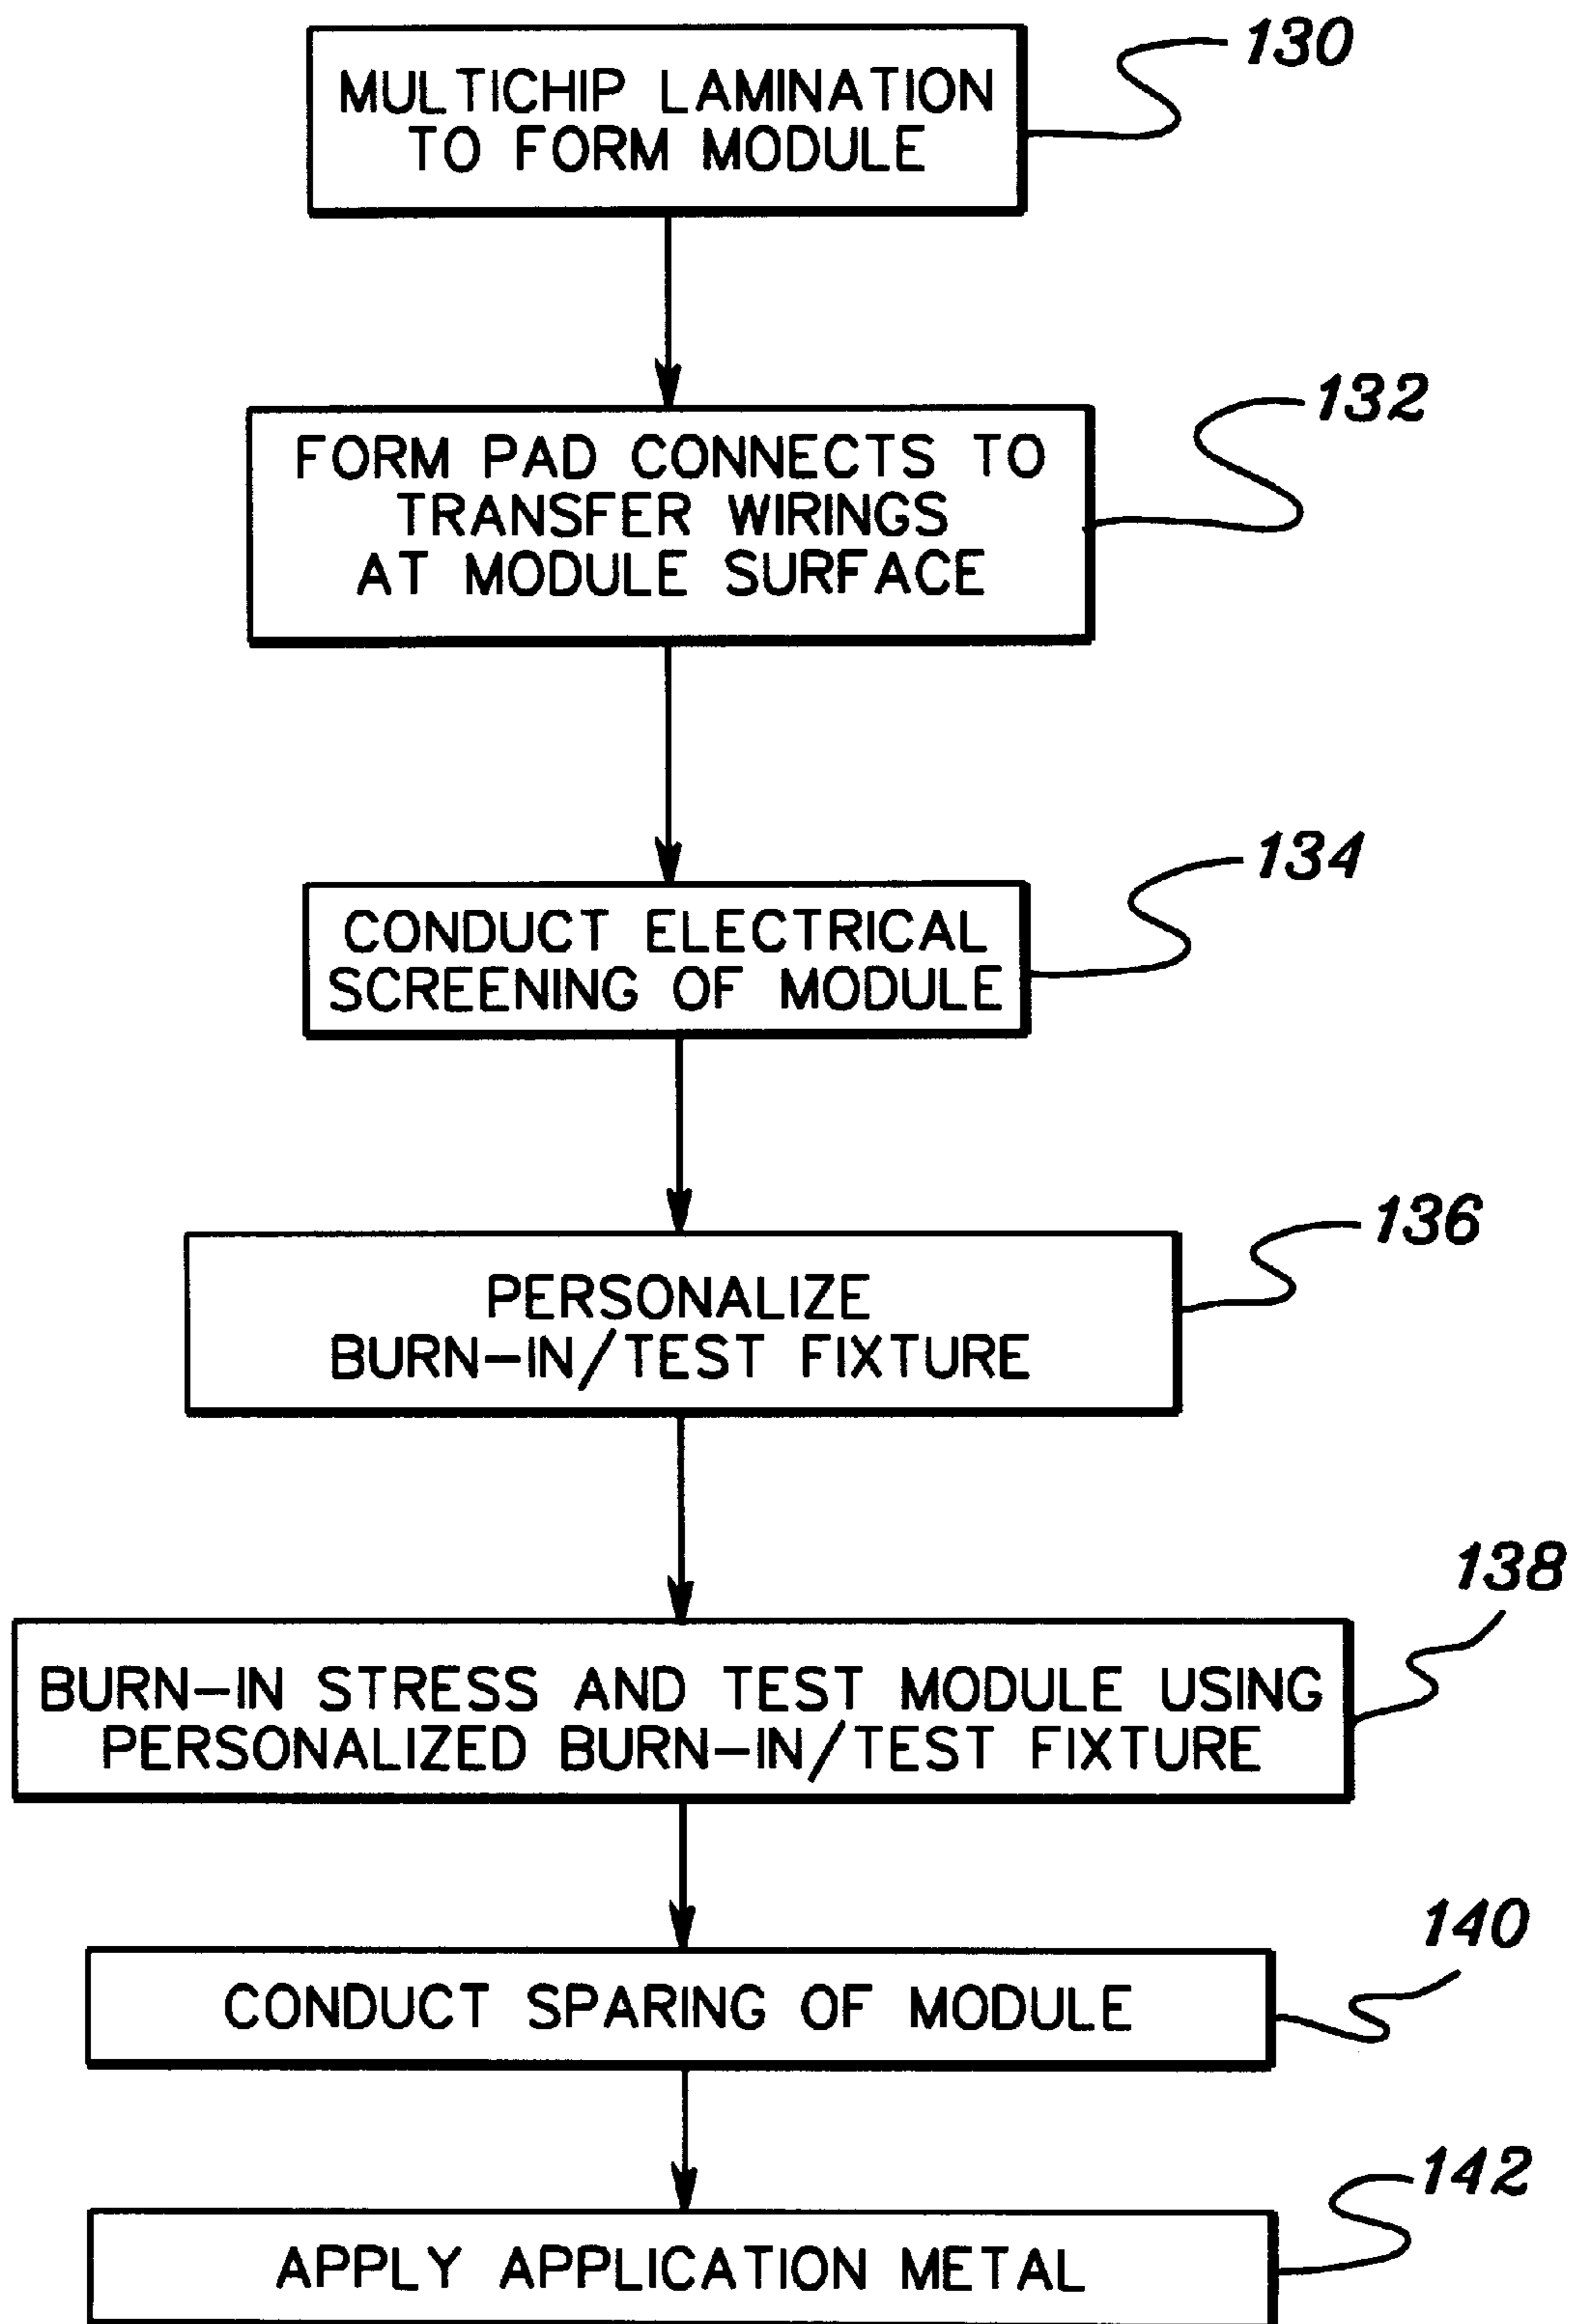 130
MULTICHIP LAMINATION
TO FORM MODULE
132
FORM PAD CONNECTS TO
TRANSFER WIRINGS
AT MODULE SURFACE
134
CONDUCT ELECTRICAL
SCREENING OF MODULE
136
PERSONALIZE
BURN-IN/TEST FIXTURE
138
BURN-IN STRESS AND TEST MODULE USING
PERSONALIZED BURN-IN/TEST FIXTURE
140
CONDUCT SPARING OF MODULE
142
APPLY APPLICATION METAL